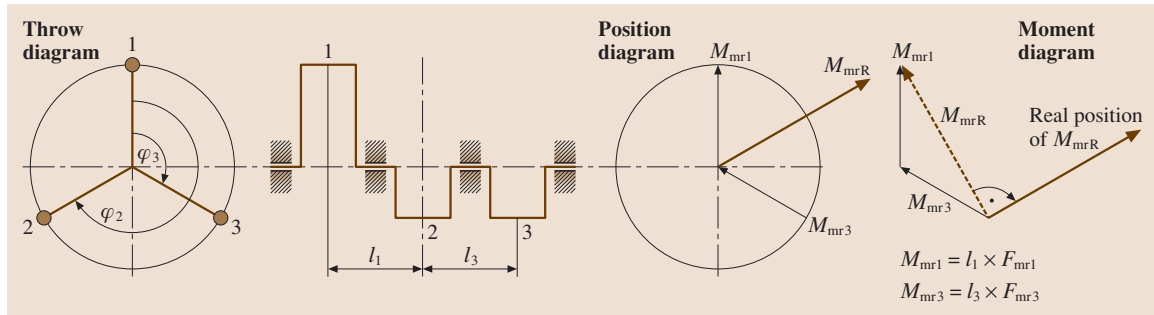 Throw
diagram
1
φ3
φ2
2
3
1
2
3
l1
l3
Position
diagram
Mmr1
MmrR
Mmr3
Moment
diagram
Mmr1
MmrR
Real position
of MmrR
Mmr3
Mmr1 = l1 × Fmr1
Mmr3 = l3 × Fmr3